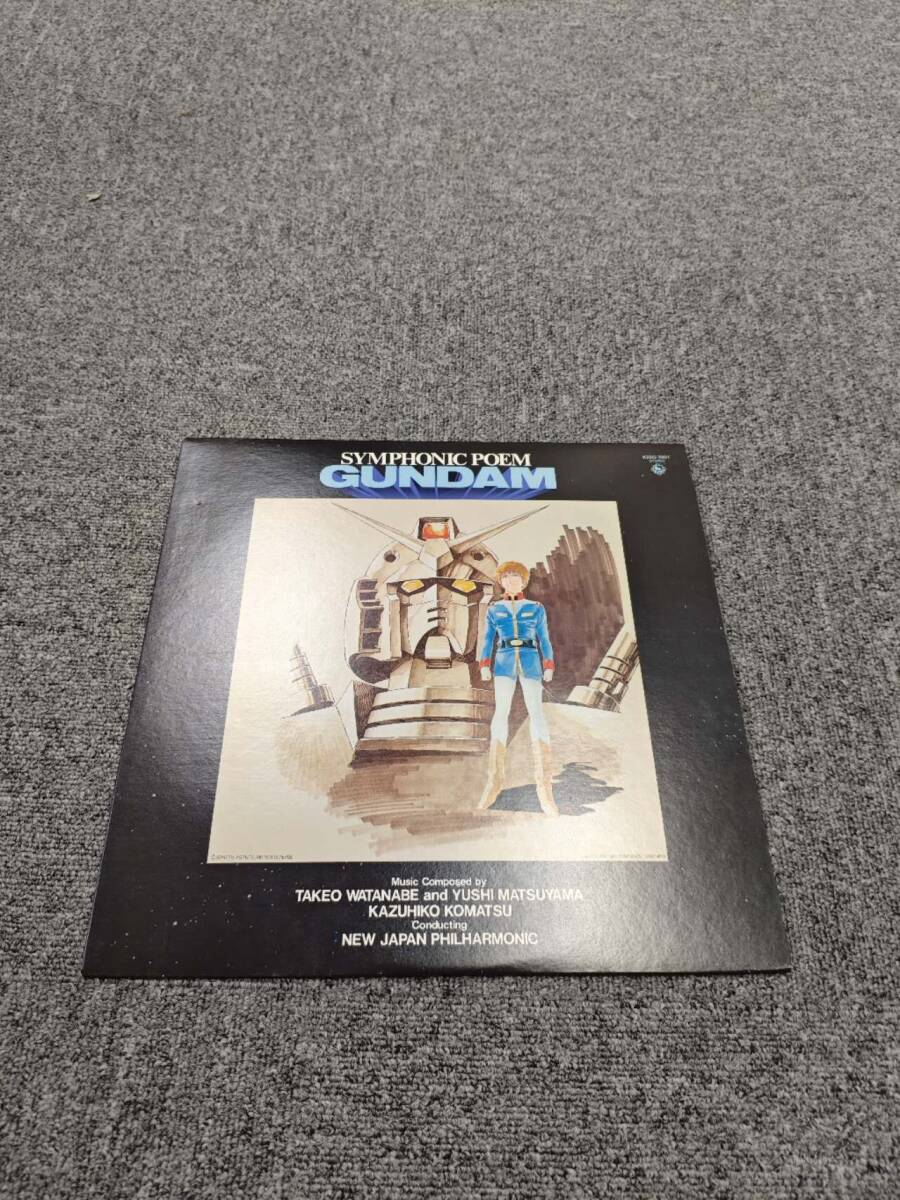 SYMPHONIC POEM
GUNDAM
Music Composed by
TAKEO WATANABE and YUSHI MATSUYAMA
KAZUHIKO KOMATSU
Conducting
NEW JAPAN PHILHARMONIC